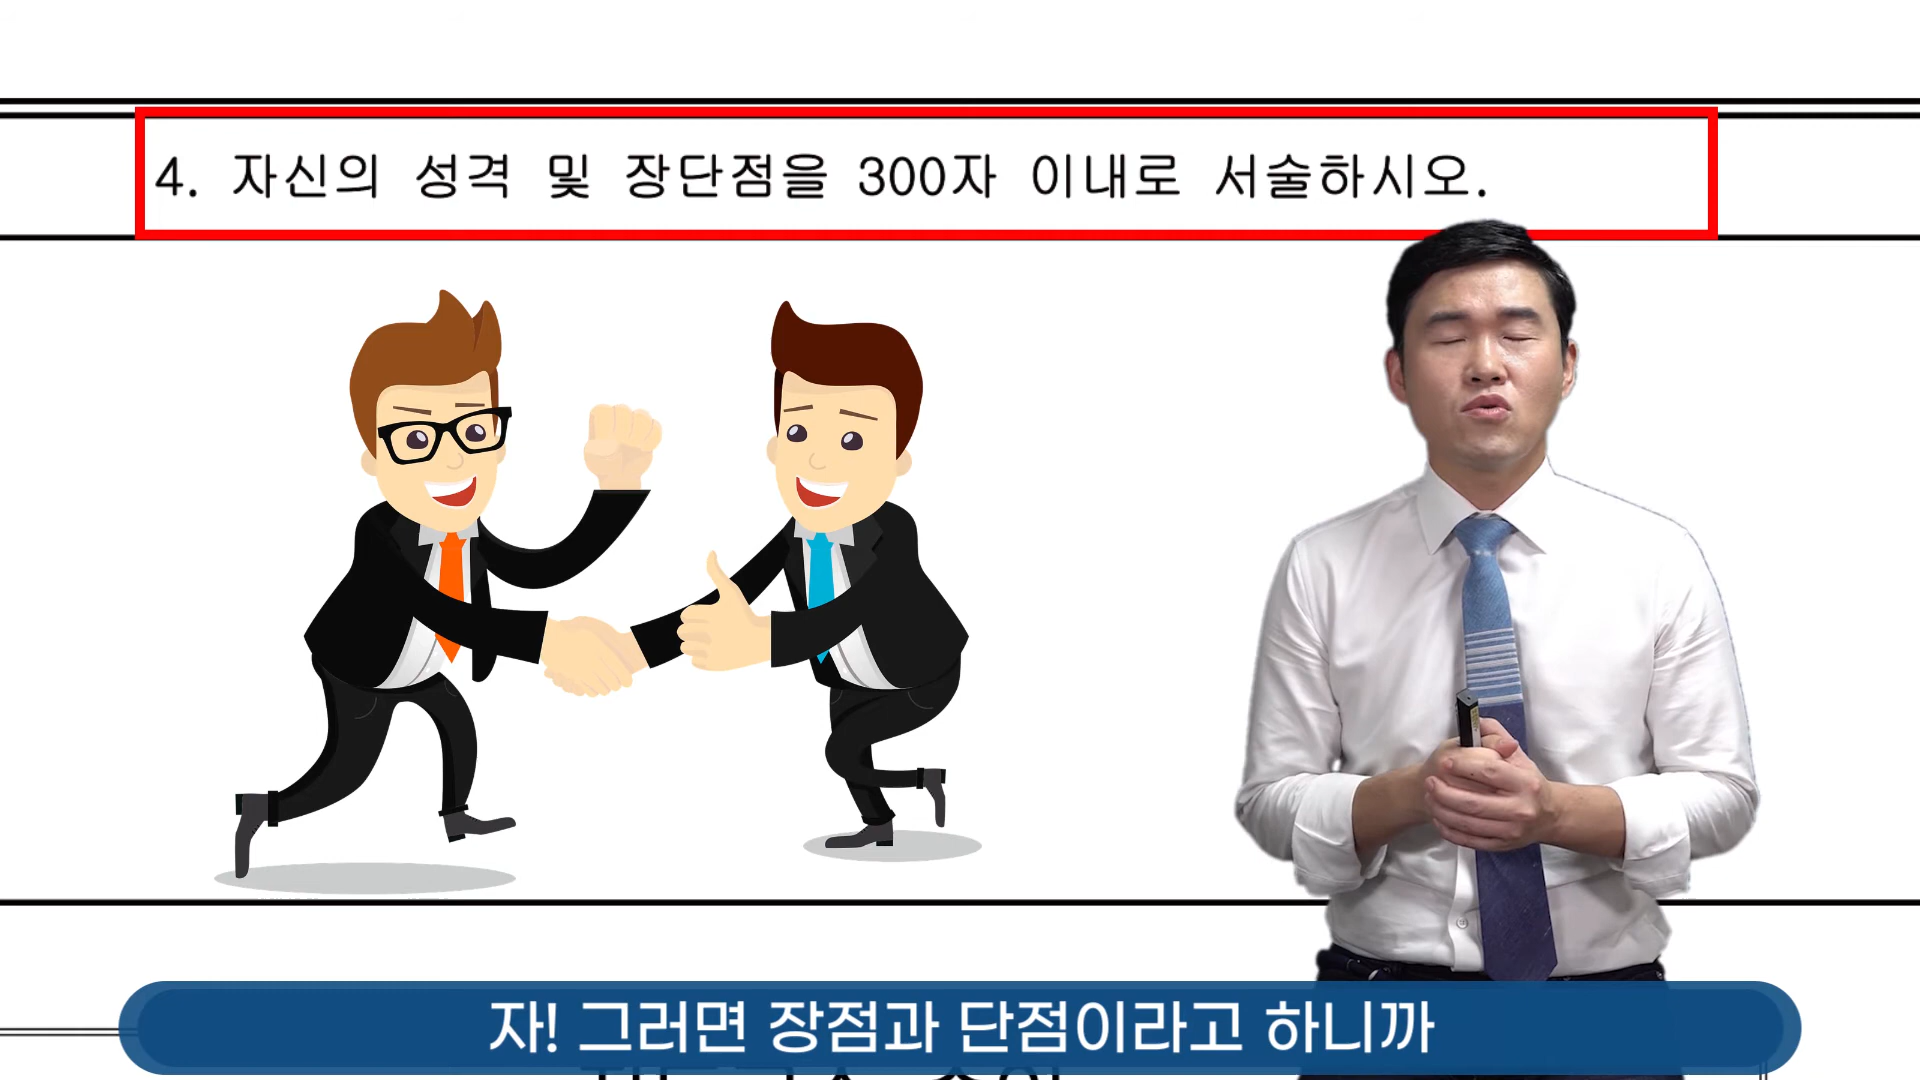 4. 자신의 성격 및 장단점을 300자 이내로 서술하시오.
자! 그러면 장점과 단점이라고 하니까